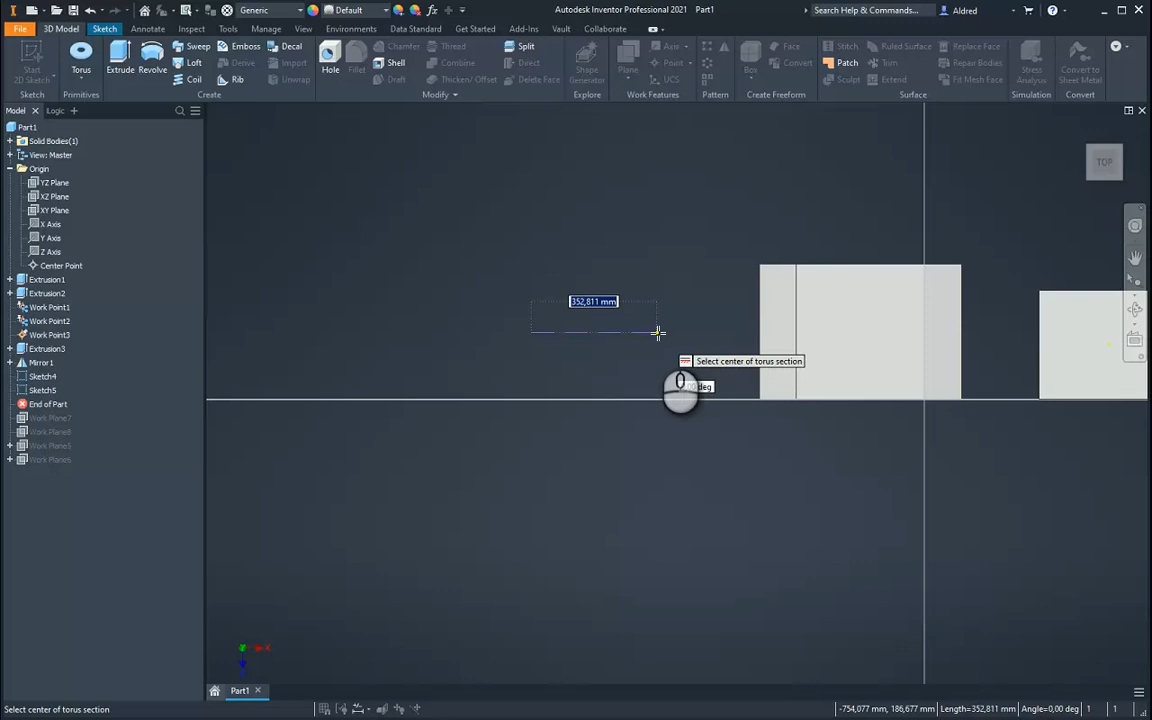 Generic Default Autodesk Inventor Professional 2021 Part1 Search Help & Commands... Aldred
File 3D Model Sketch Annotate Inspect Tools Manage View Environments Data Standard Get Started Add-Ins Vault Collaborate
Start
2D Sketch
Sketch
Torus
Primitives
Extrude Revolve
Sweep Emboss Decal
Loft Derive Import
Coil Rib Unwrap
Create
Hole Fillet
Chamfer Thread Split
Shell Combine Direct
Draft Thicken/ Offset Delete Face
Modify
Shape
Generator
Explore
Plane
Axis
Point
UCS
Work Features
Pattern
Box
Face
Convert
Create Freeform
Stitch Ruled Surface Replace Face
Patch Trim Repair Bodies
Sculpt Extend Fit Mesh Face
Surface
Stress
Analysis
Simulation
Convert to
Sheet Metal
Convert
Model Logic
Part1
Solid Bodies(1)
View: Master
Origin
YZ Plane
XZ Plane
XY Plane
X Axis
Y Axis
Z Axis
Center Point
Extrusion1
Extrusion2
Work Point1
Work Point2
Work Point3
Extrusion3
Mirror1
Sketch4
Sketch5
End of Part
Work Plane7
Work Plane8
Work Plane5
Work Plane6
TOP
352,811 mm
Select center of torus section
deg
Part1
Select center of torus section -754,077 mm, 186,677 mm Length=352,811 mm Angle=0,00 deg 1 1